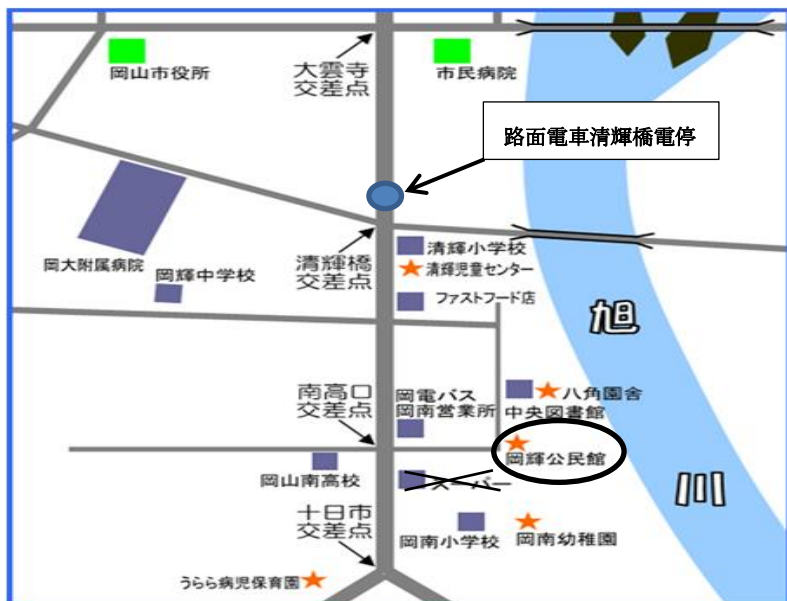 岡山市役所
大雲寺
交差点
市民病院
路面電車清輝橋電停
岡大附属病院
岡輝中学校
清輝橋
交差点
清輝小学校
清輝児童センター
ファストフード店
旭
川
南高口
交差点
岡電バス
岡南営業所
八角園舎
中央図書館
岡輝公民館
岡山南高校
スーパー
十日市
交差点
岡南小学校
岡南幼稚園
うらら病児保育園